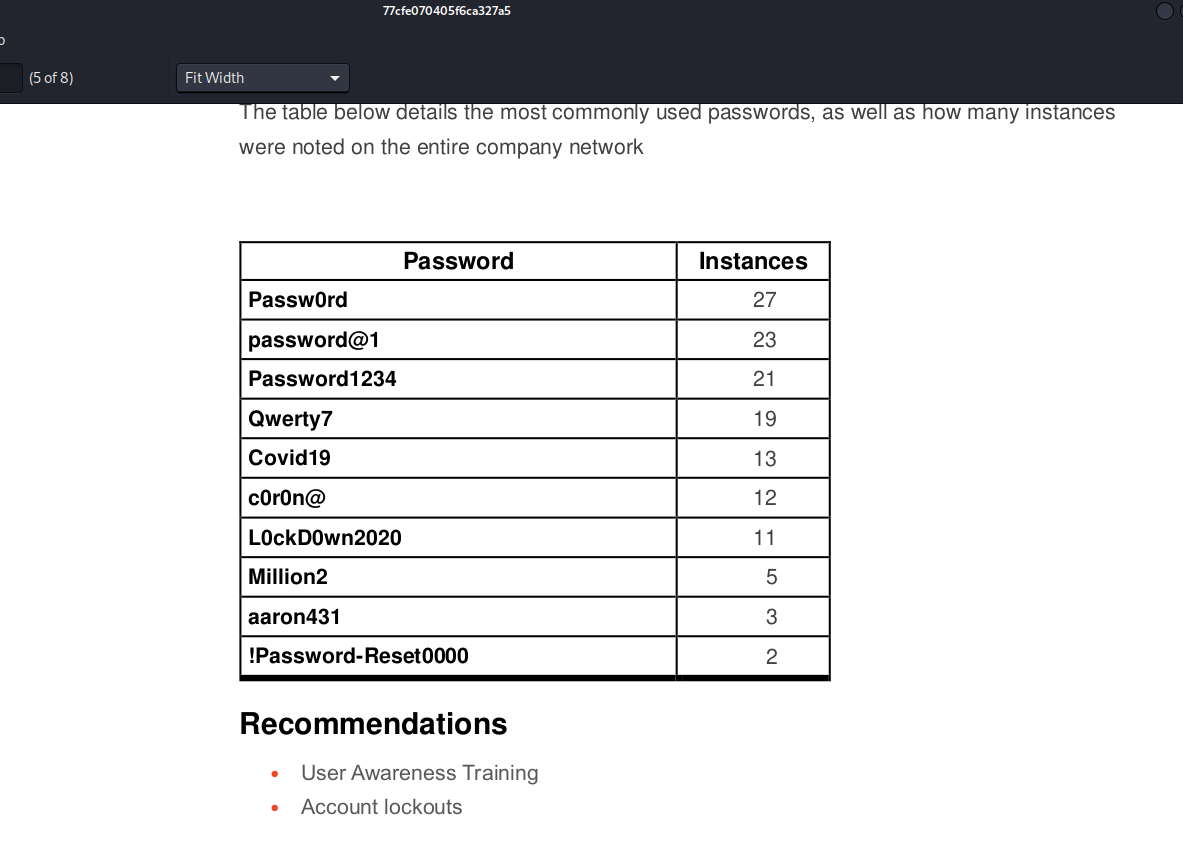 77cfe070405f6ca327a5
(5 of 8)
Fit Width
The table below details the most commonly used passwords, as well as how many instances
were noted on the entire company network
Password Instances
Passw0rd 27
password@1 23
Password1234 21
Qwerty7 19
Covid19 13
c0r0n@ 12
L0ckD0wn2020 11
Million2 5
aaron431 3
!Password-Reset0000 2
Recommendations
• User Awareness Training
• Account lockouts